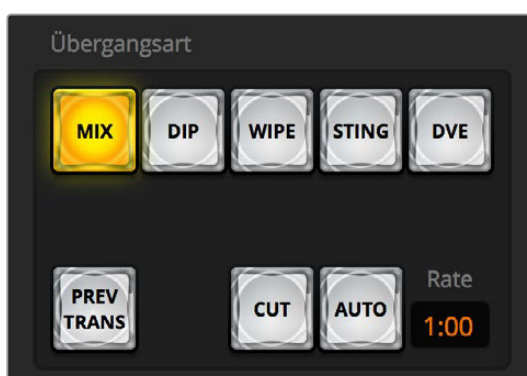 Übergangsart
MIX
DIP
WIPE
STING
DVE
PREV
TRANS
CUT
AUTO
Rate
1:00